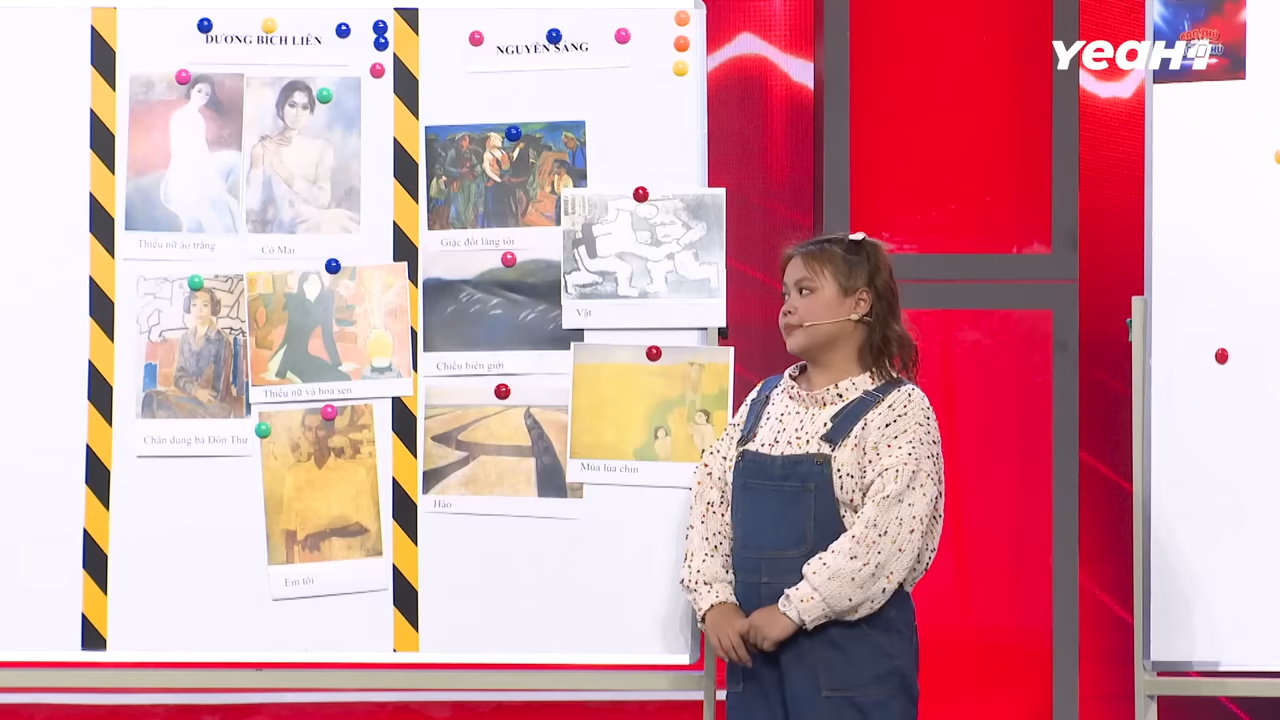 DƯƠNG BÍCH LIÊN
Thiếu nữ áo trắng
Cô Mai
Chân dung bà Đôn Thư
Thiếu nữ và hoa sen
Em tôi
NGUYỄN SÁNG
Giặc đốt làng tôi
Vật
Chiều biên giới
Mùa lúa chín
Hào
YEAH1